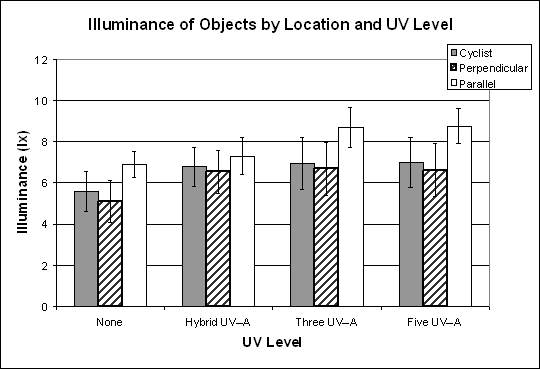 Illuminance of Objects by Location and UV Level
Cyclist
Perpendicular
Parallel
Illuminance (lx)
12
10
8
6
4
2
0
None Hybrid UV–A Three UV–A Five UV–A
UV Level